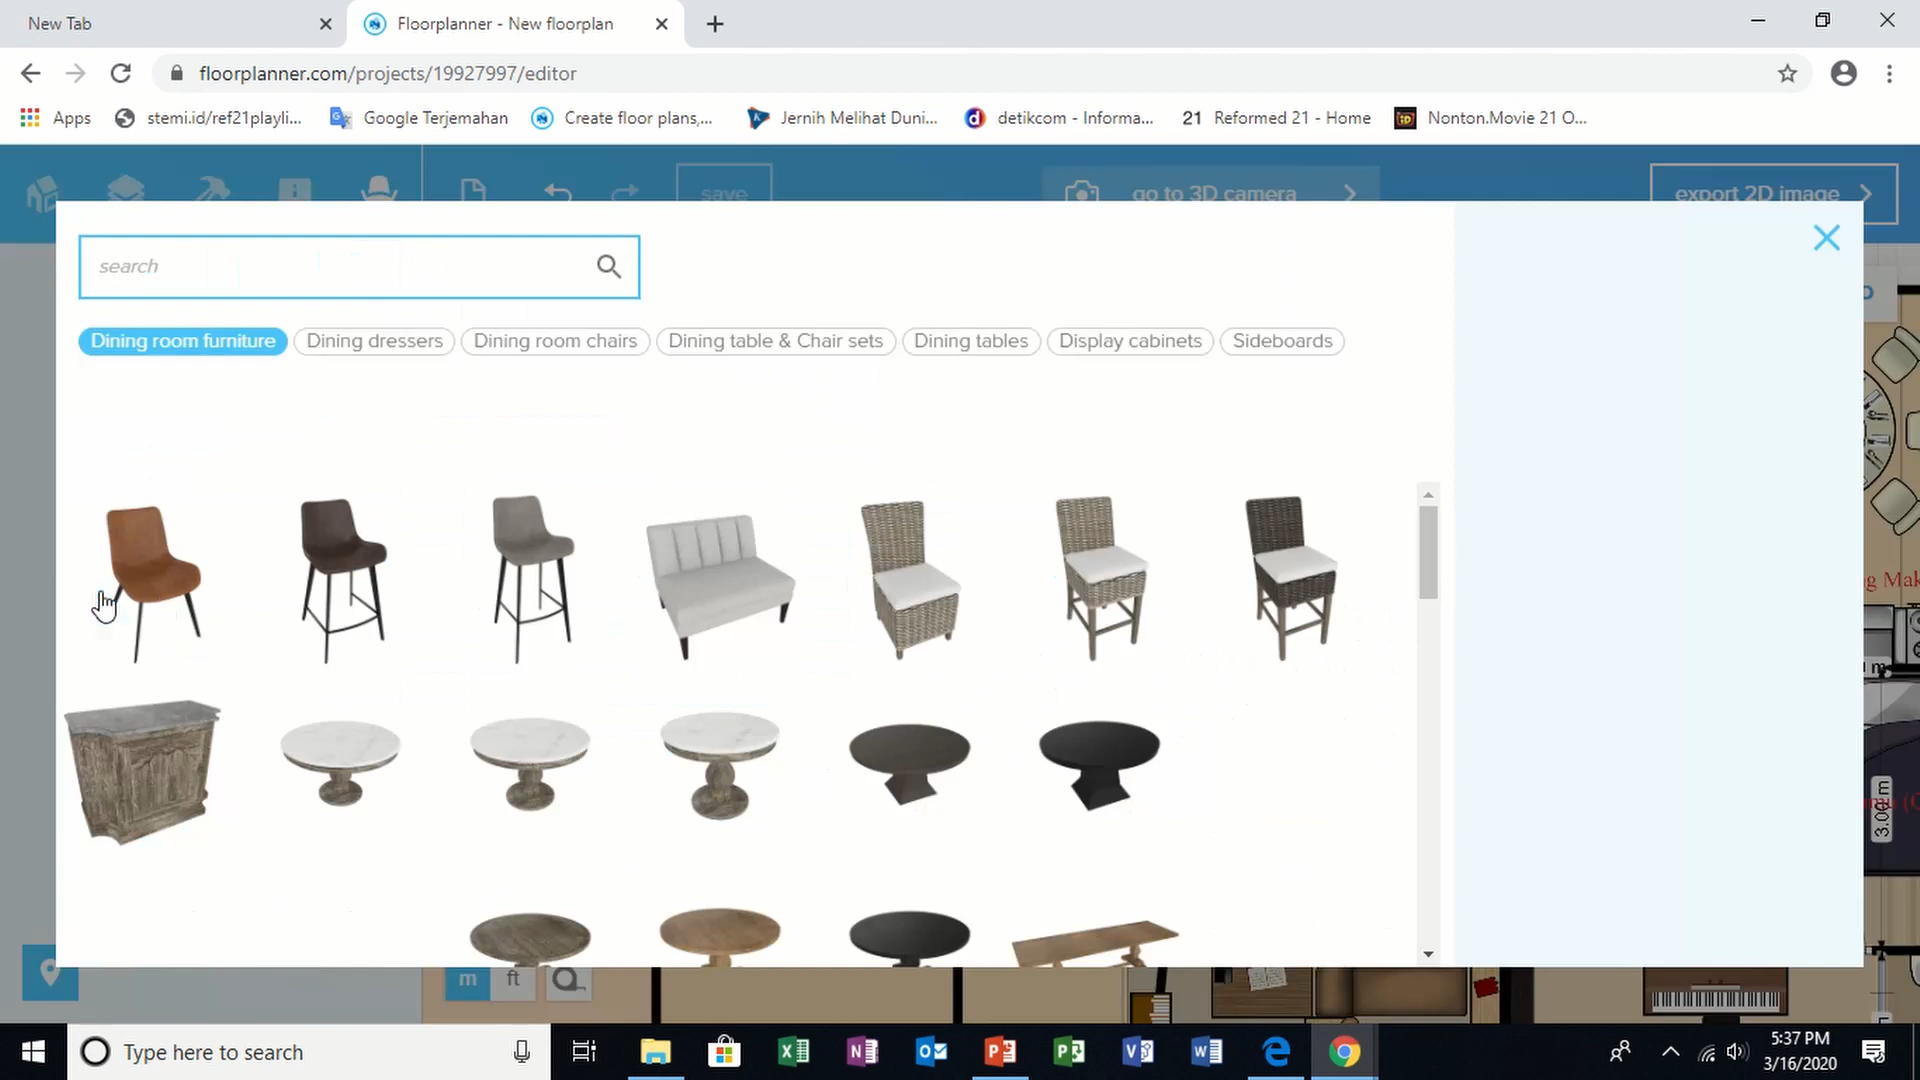 New Tab
Floorplanner - New floorplan
floorplanner.com/projects/19927997/editor
Apps
stemi.id/ref21playli...
Google Terjemahan
Create floor plans,...
Jernih Melihat Duni...
detikcom - Informa...
21 Reformed 21 - Home
Nonton.Movie 21 O...
save
go to 3D camera
export 2D image
search
Dining room furniture
Dining dressers
Dining room chairs
Dining table & Chair sets
Dining tables
Display cabinets
Sideboards
g Mak
m
3.00 m
m
ft
Type here to search
5:37 PM
3/16/2020